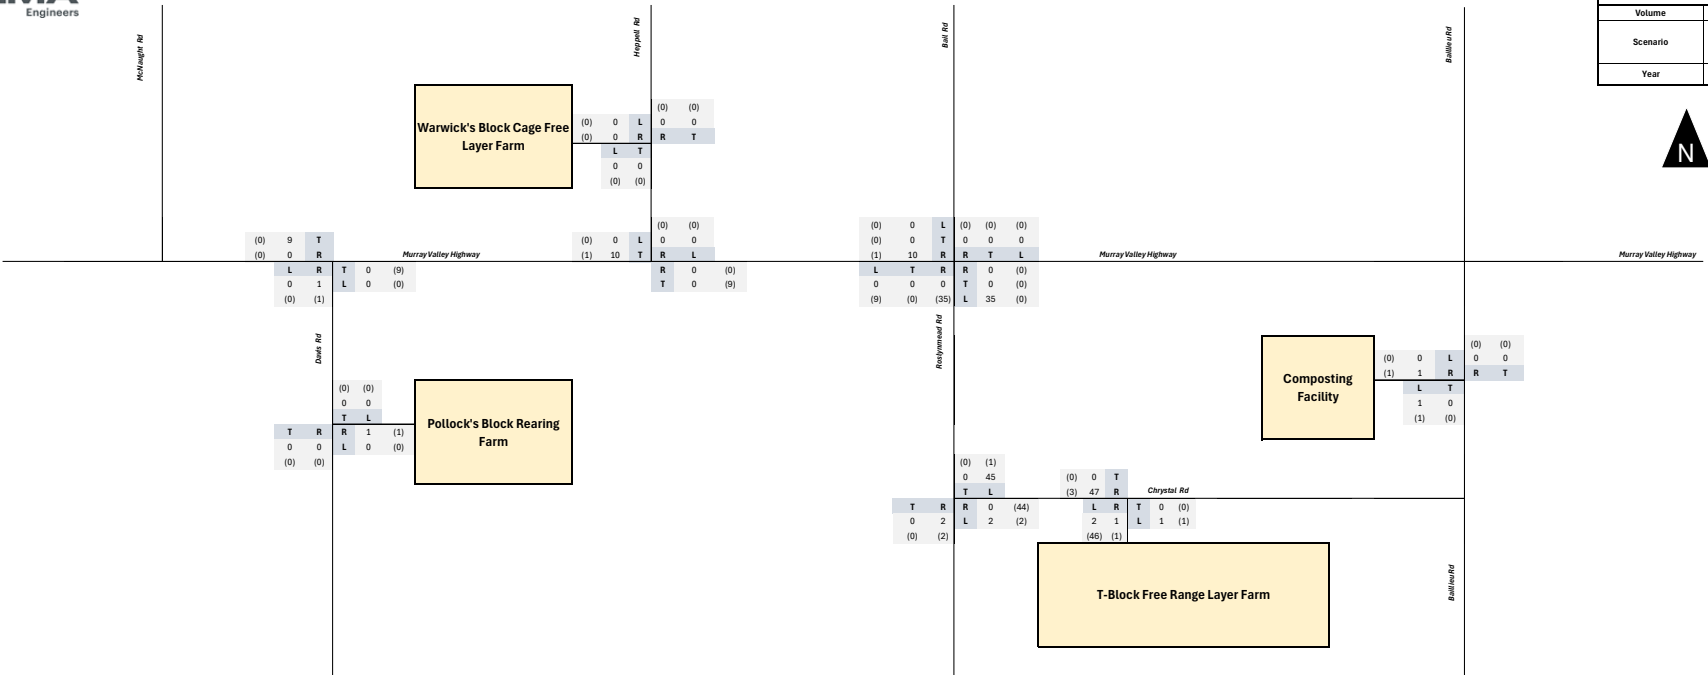 Engineers
Volume
Scenario
Year
McNaught Rd
Heppell Rd
Ball Rd
Baillieu Rd
N
Warwick's Block Cage Free
Layer Farm
(0) (0)
(0) 0 L 0 0
(0) 0 R R T
L T
0 0
(0) (0)
(0) 9 T
(0) 0 R
L R T 0 (9)
0 1 L 0 (0)
(0) (1)
Murray Valley Highway
(0) (0)
(0) 0 L 0 0
(1) 10 T R L
R 0 (0)
T 0 (9)
(0) 0 L (0) (0) (0)
(0) 0 T 0 0 0
(1) 10 R R T L
L T R R 0 (0)
0 0 0 T 0 (0)
(9) (0) (35) L 35 (0)
Murray Valley Highway
Murray Valley Highway
Davis Rd
Roslynmead Rd
(0) (0)
0 0
T L
T R R 1 (1)
0 0 L 0 (0)
(0) (0)
Pollock's Block Rearing
Farm
Composting
Facility
(0) (0)
(0) 0 L 0 0
(1) 1 R R T
L T
1 0
(1) (0)
(0) (1)
0 45
T L
T R R 0 (44)
0 2 L 2 (2)
(0) (2)
(0) 0 T
(3) 47 R
Chrystal Rd
L R T 0 (0)
2 1 L 1 (1)
(46) (1)
T-Block Free Range Layer Farm
Baillieu Rd